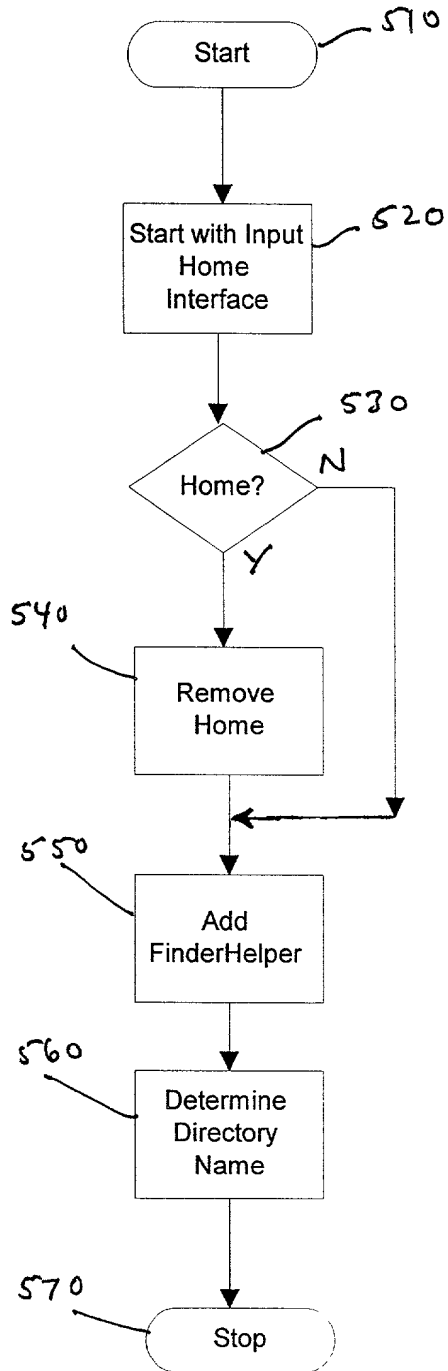 510
Start
520
Start with Input
Home
Interface
530
Home?
N
Y
540
Remove
Home
550
Add
FinderHelper
560
Determine
Directory
Name
570
Stop